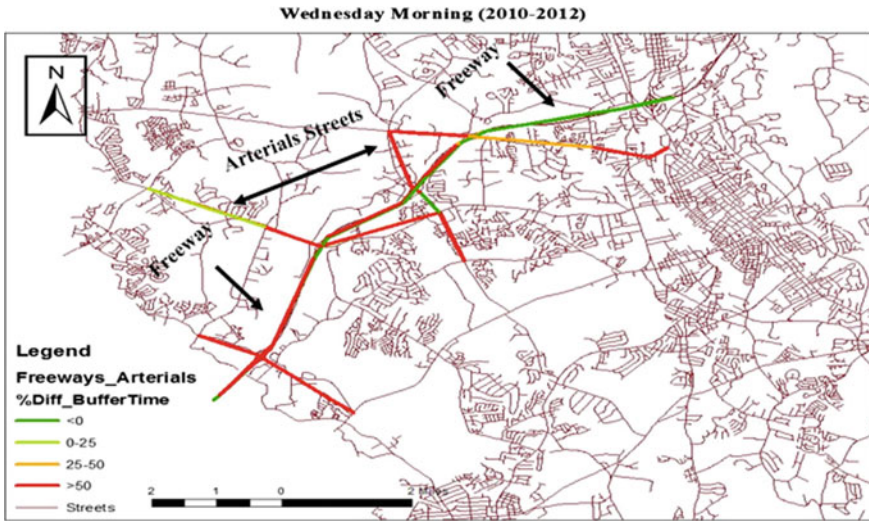 Wednesday Morning (2010-2012)
N
Freeway
Arterials Streets
Freeway
Legend
Freeways_Arterials
%Diff_BufferTime
<0
0-25
25-50
>50
Streets
2 1 0 2 Miles